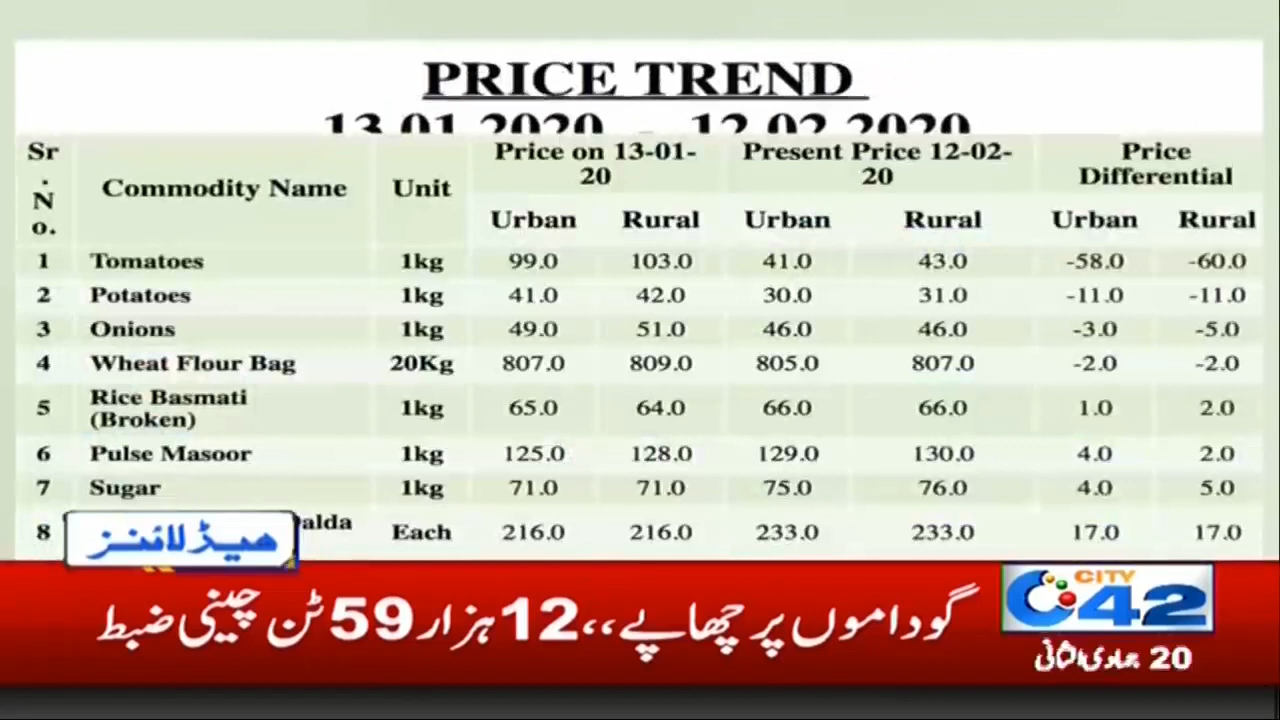 PRICE TREND
13.01.2020 - 12.02.2020
Sr. No. Commodity Name Unit Price on 13-01-20 Present Price 12-02-20 Price Differential
Urban Rural Urban Rural Urban Rural
1 Tomatoes 1kg 99.0 103.0 41.0 43.0 -58.0 -60.0
2 Potatoes 1kg 41.0 42.0 30.0 31.0 -11.0 -11.0
3 Onions 1kg 49.0 51.0 46.0 46.0 -3.0 -5.0
4 Wheat Flour Bag 20Kg 807.0 809.0 805.0 807.0 -2.0 -2.0
5 Rice Basmati (Broken) 1kg 65.0 64.0 66.0 66.0 1.0 2.0
6 Pulse Masoor 1kg 125.0 128.0 129.0 130.0 4.0 2.0
7 Sugar 1kg 71.0 71.0 75.0 76.0 4.0 5.0
8 Each 216.0 216.0 233.0 233.0 17.0 17.0
ہیڈ لائنز
گوداموں پر چھاپے،،12 ہزار 59 ٹن چینی ضبط
CITY 42
20 جمادی الثانی